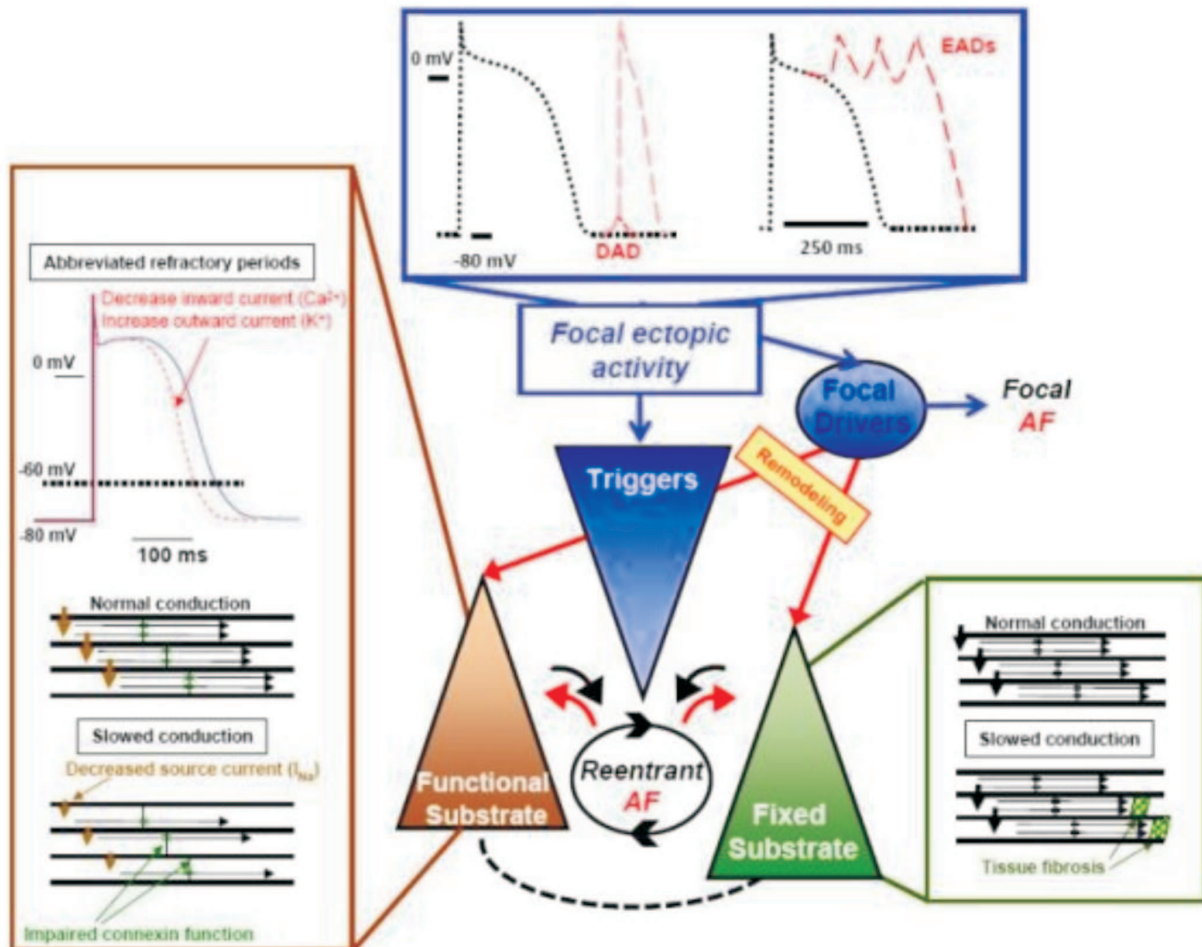 0 mV
-80 mV
DAD
EADs
250 ms
Focal ectopic
activity
Focal
Drivers
Focal
AF
Triggers
Remodeling
Abbreviated refractory periods
Decrease inward current (Ca²⁺)
Increase outward current (K⁺)
0 mV
-60 mV
-80 mV
100 ms
Normal conduction
Slowed conduction
Decreased source current (I_Na)
Impaired connexin function
Functional
Substrate
Reentrant
AF
Fixed
Substrate
Normal conduction
Slowed conduction
Tissue fibrosis